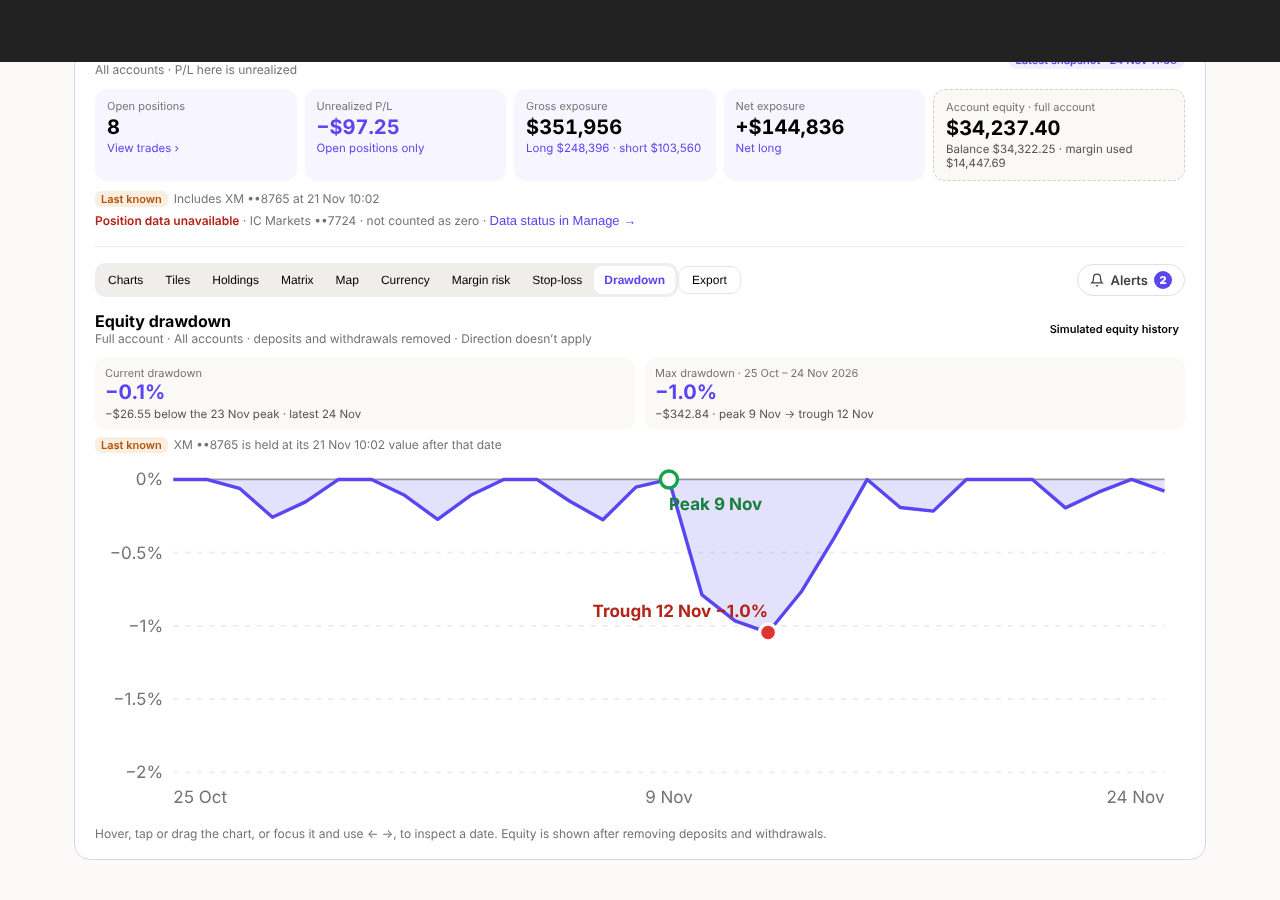 All accounts · P/L here is unrealized
Open positions
8
View trades ›
Unrealized P/L
−$97.25
Open positions only
Gross exposure
$351,956
Long $248,396 · short $103,560
Net exposure
+$144,836
Net long
Account equity · full account
$34,237.40
Balance $34,322.25 · margin used
$14,447.69
Last known Includes XM ••8765 at 21 Nov 10:02
Position data unavailable · IC Markets ••7724 · not counted as zero · Data status in Manage →
Charts Tiles Holdings Matrix Map Currency Margin risk Stop-loss Drawdown Export
Alerts 2
Equity drawdown
Full account · All accounts · deposits and withdrawals removed · Direction doesn't apply
Simulated equity history
Current drawdown
−0.1%
−$26.55 below the 23 Nov peak · latest 24 Nov
Max drawdown · 25 Oct – 24 Nov 2026
−1.0%
−$342.84 · peak 9 Nov → trough 12 Nov
Last known XM ••8765 is held at its 21 Nov 10:02 value after that date
0%
Peak 9 Nov
−0.5%
Trough 12 Nov −1.0%
−1%
−1.5%
−2%
25 Oct 9 Nov 24 Nov
Hover, tap or drag the chart, or focus it and use ← →, to inspect a date. Equity is shown after removing deposits and withdrawals.